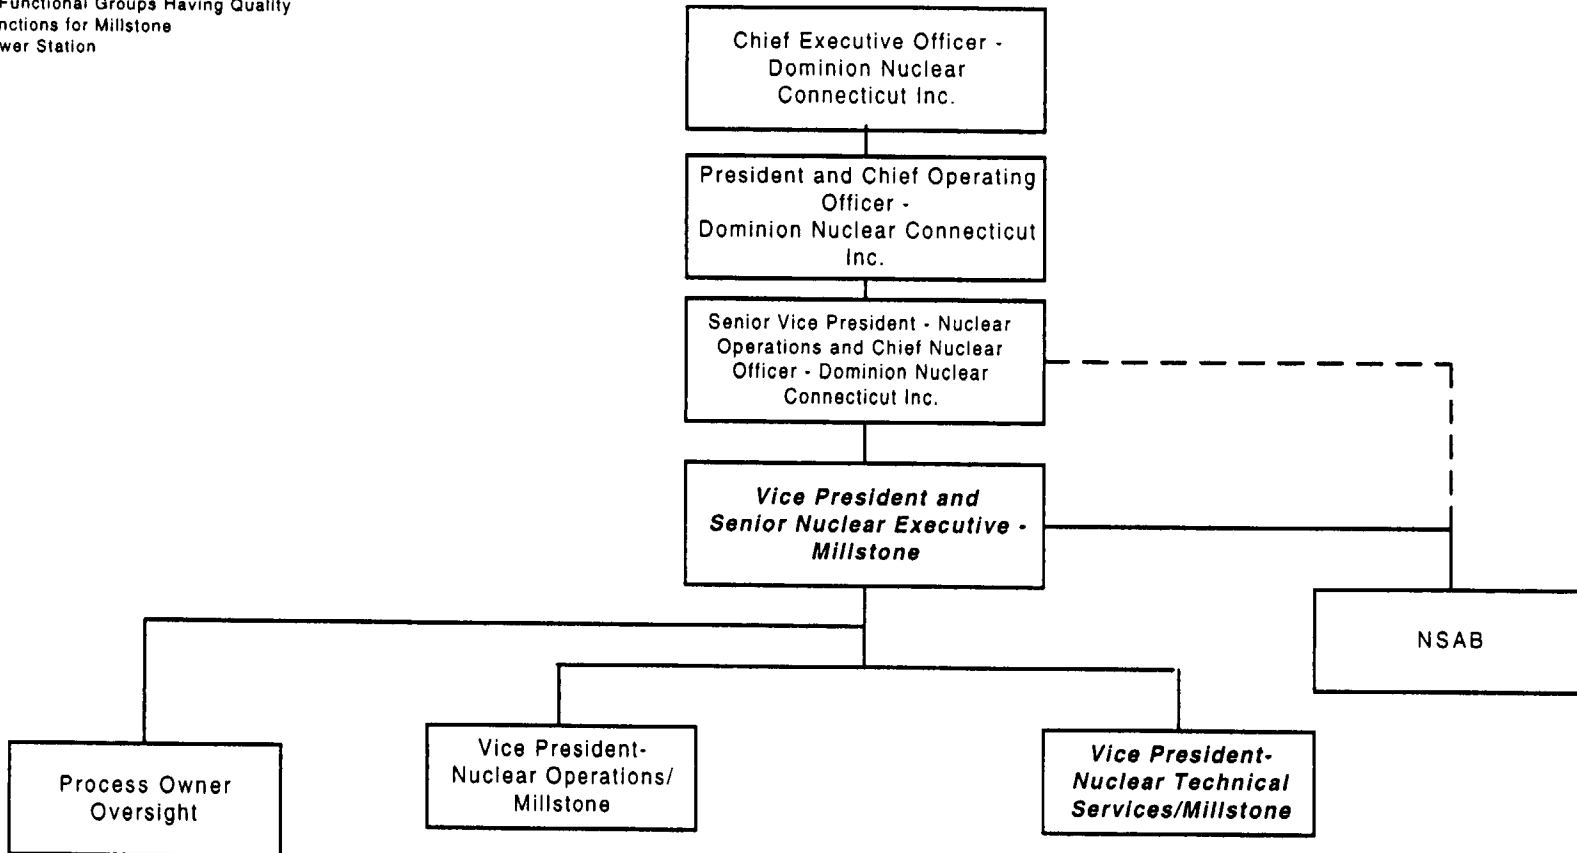 Functional Groups Having Quality
for Millstone
Station
Chief Executive Officer -
Dominion Nuclear
Connecticut Inc.
President and Chief Operating
Officer -
Dominion Nuclear Connecticut
Inc.
Senior Vice President - Nuclear
Operations and Chief Nuclear
Officer - Dominion Nuclear
Connecticut Inc.
Vice President and
Senior Nuclear Executive -
Millstone
NSAB
Process Owner
Oversight
Vice President-
Nuclear Operations/
Millstone
Vice President-
Nuclear Technical
Services/Millstone